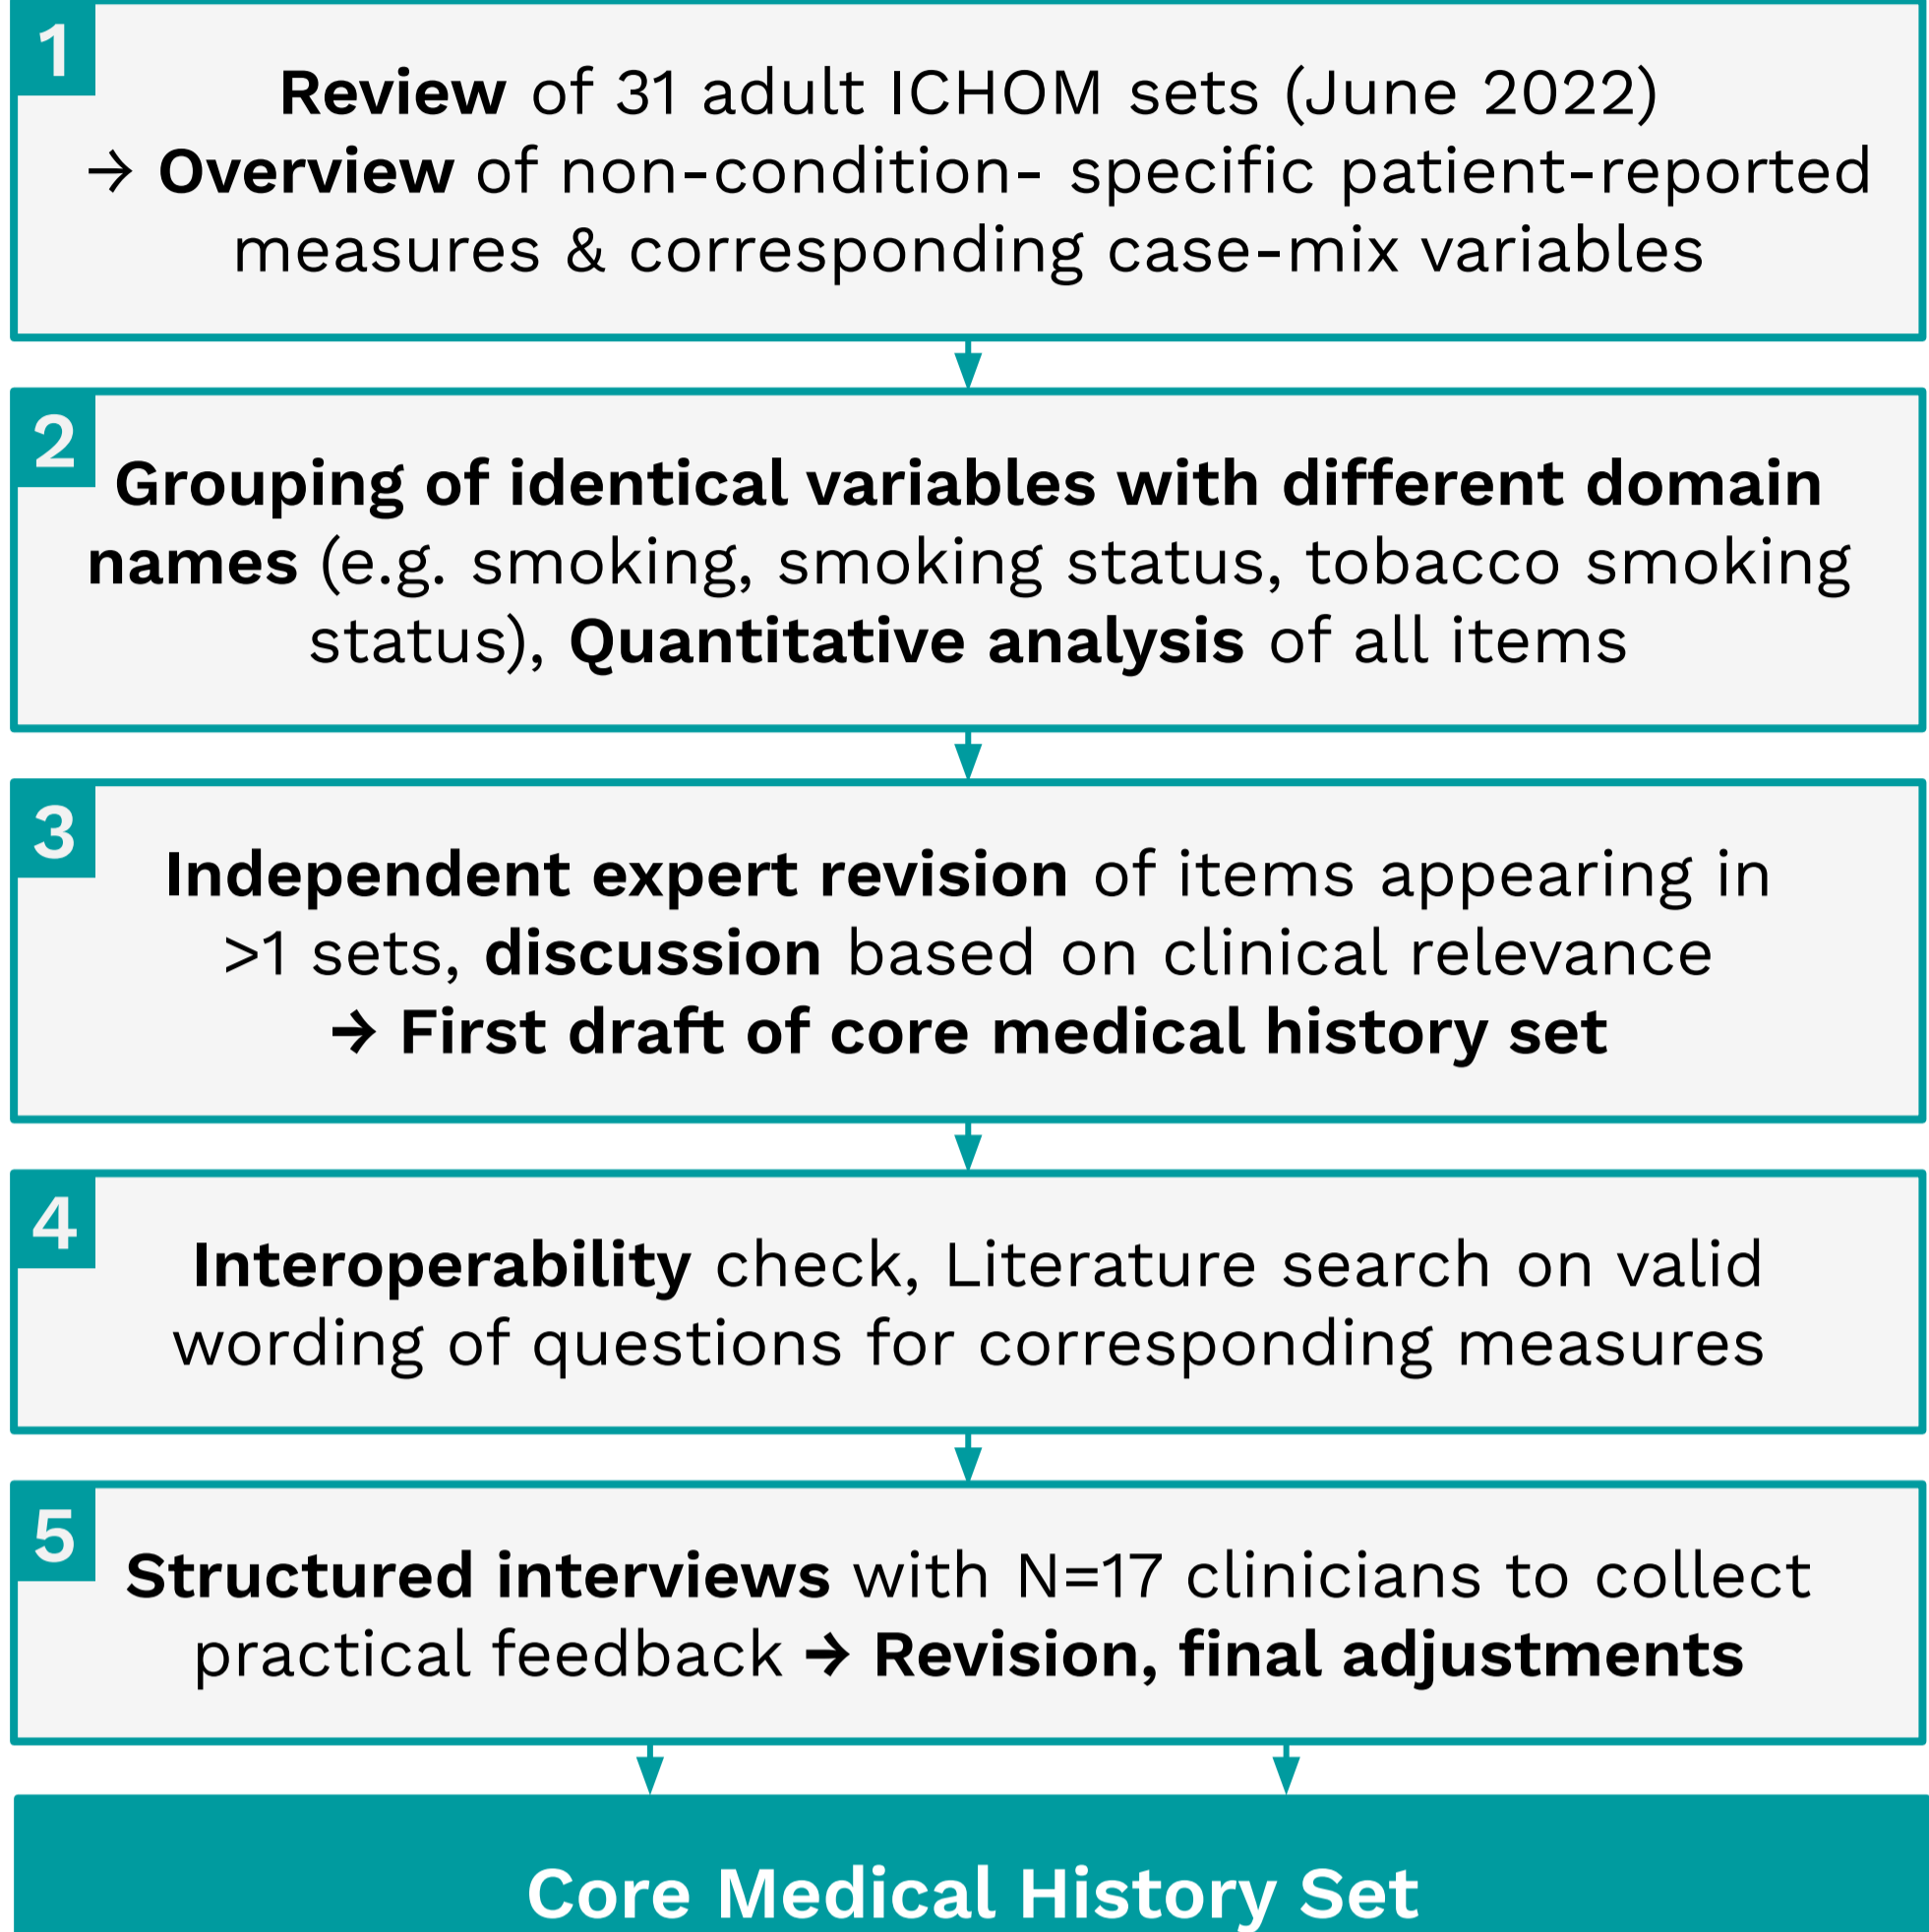 1
Review of 31 adult ICHOM sets (June 2022)
→ Overview of non-condition- specific patient-reported
measures & corresponding case-mix variables
2
Grouping of identical variables with different domain
names (e.g. smoking, smoking status, tobacco smoking
status), Quantitative analysis of all items
3
Independent expert revision of items appearing in
>1 sets, discussion based on clinical relevance
→ First draft of core medical history set
4
Interoperability check, Literature search on valid
wording of questions for corresponding measures
5
Structured interviews with N=17 clinicians to collect
practical feedback → Revision, final adjustments
Core Medical History Set